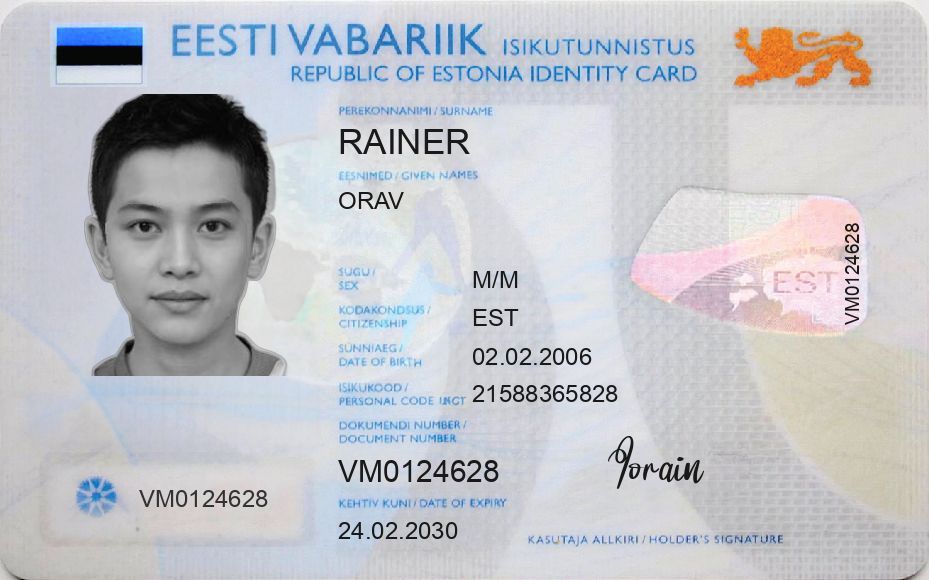 EESTI VABARIIK ISIKUTUNNISTUS
REPUBLIC OF ESTONIA IDENTITY CARD
PEREKONNANIMI / SURNAME
RAINER
EESNIMED / GIVEN NAMES
ORAV
SUGU / SEX
M/M
KODAKONDSUS / CITIZENSHIP
EST
SÜNNIAEG / DATE OF BIRTH
02.02.2006
ISIKUKOOD / PERSONAL CODE
21588365828
DOKUMENDI NUMBER / DOCUMENT NUMBER
VM0124628
KEHTIV KUNI / DATE OF EXPIRY
24.02.2030
VM0124628
EST
VM0124628
KASUTAJA ALLKIRI / HOLDER'S SIGNATURE